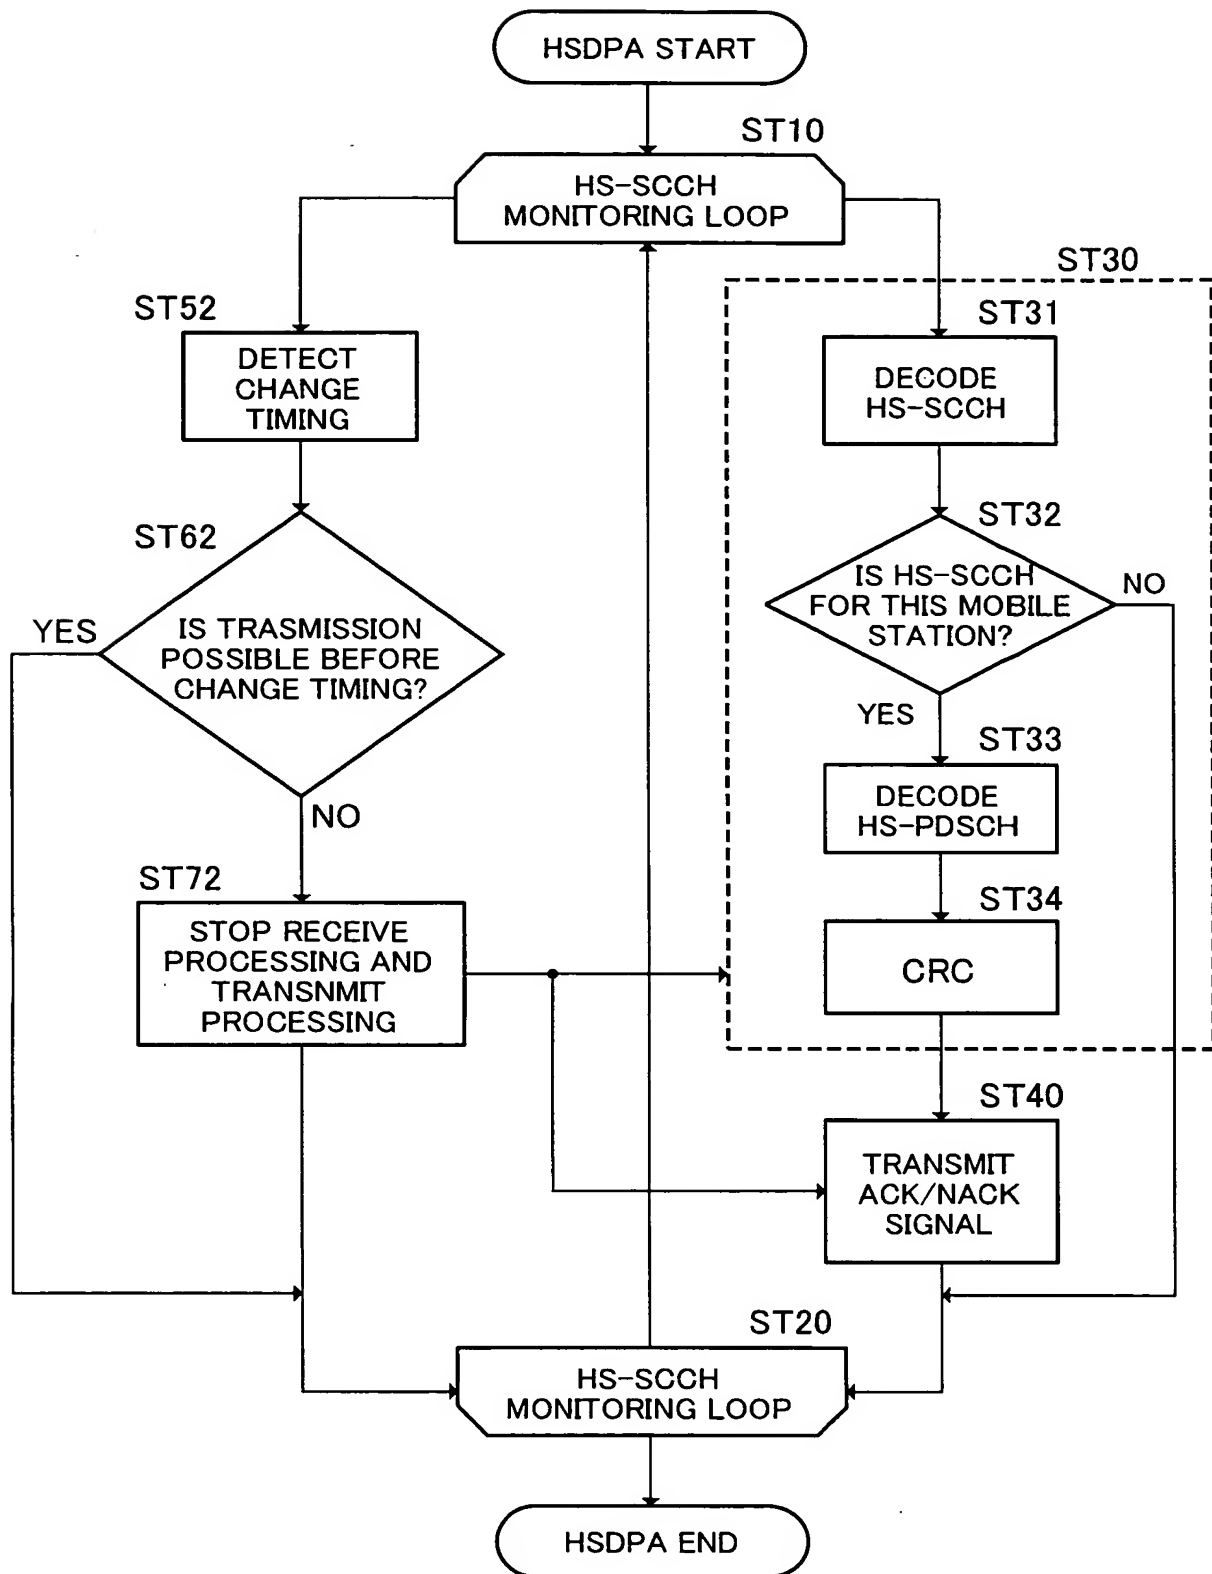 HSDPA START
ST10
HS-SCCH
MONITORING LOOP
ST30
ST52
DETECT
CHANGE
TIMING
ST31
DECODE
HS-SCCH
ST62
IS TRASMISSION
POSSIBLE BEFORE
CHANGE TIMING?
YES
NO
ST32
IS HS-SCCH
FOR THIS MOBILE
STATION?
NO
YES
ST33
DECODE
HS-PDSCH
ST72
STOP RECEIVE
PROCESSING AND
TRANSNMIT
PROCESSING
ST34
CRC
ST40
TRANSMIT
ACK/NACK
SIGNAL
ST20
HS-SCCH
MONITORING LOOP
HSDPA END